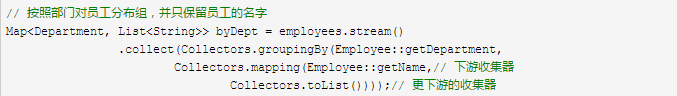 // 按照部门对员工分布组，并只保留员工的名字
Map<Department, List<String>> byDept = employees.stream()
.collect(Collectors.groupingBy(Employee::getDepartment,
Collectors.mapping(Employee::getName,// 下游收集器
Collectors.toList())));// 更下游的收集器